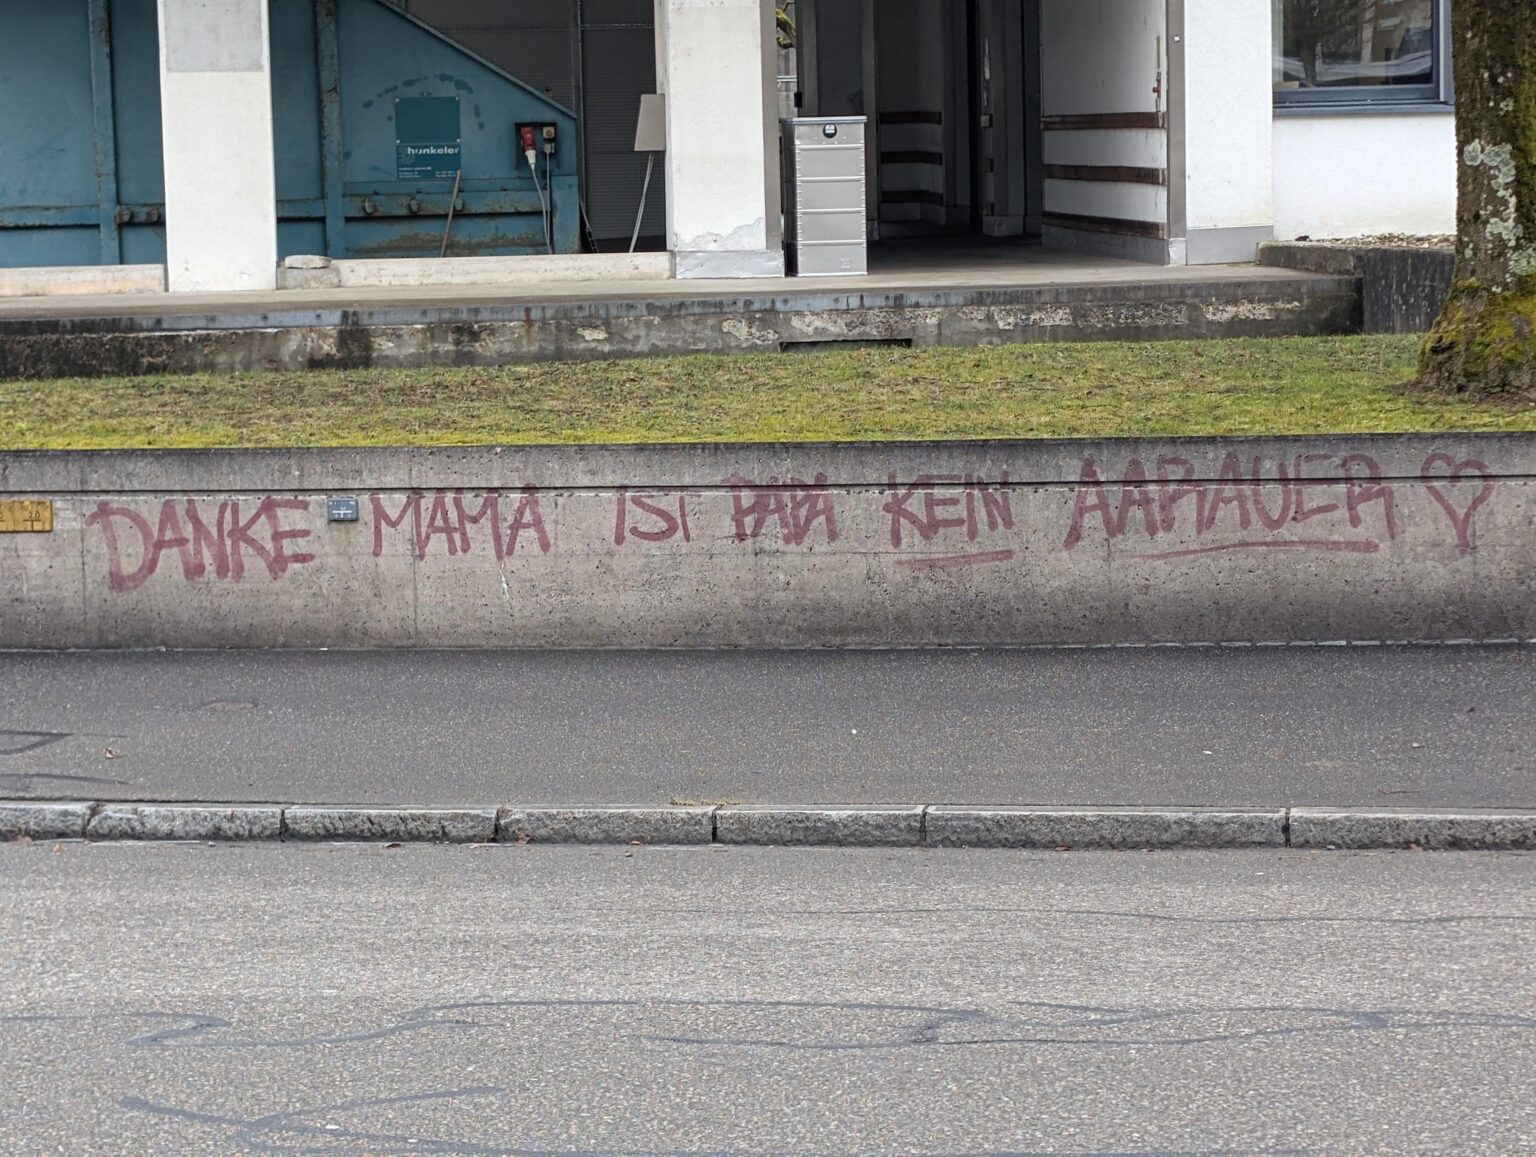 hunkeler
DANKE MAMA IST PAPA KEIN AARAUER ♡